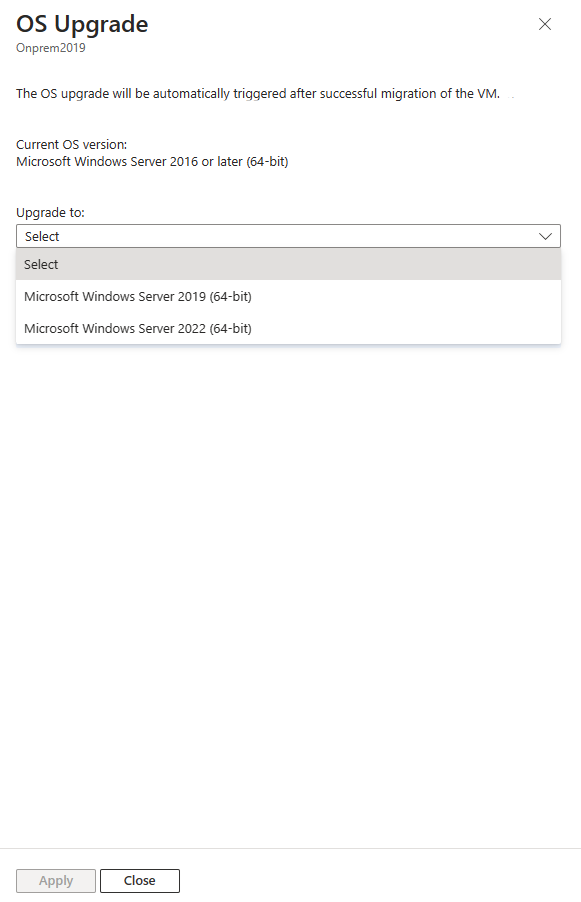 OS Upgrade
Onprem2019
The OS upgrade will be automatically triggered after successful migration of the VM.
Current OS version:
Microsoft Windows Server 2016 or later (64-bit)
Upgrade to:
Select
Select
Microsoft Windows Server 2019 (64-bit)
Microsoft Windows Server 2022 (64-bit)
Apply
Close